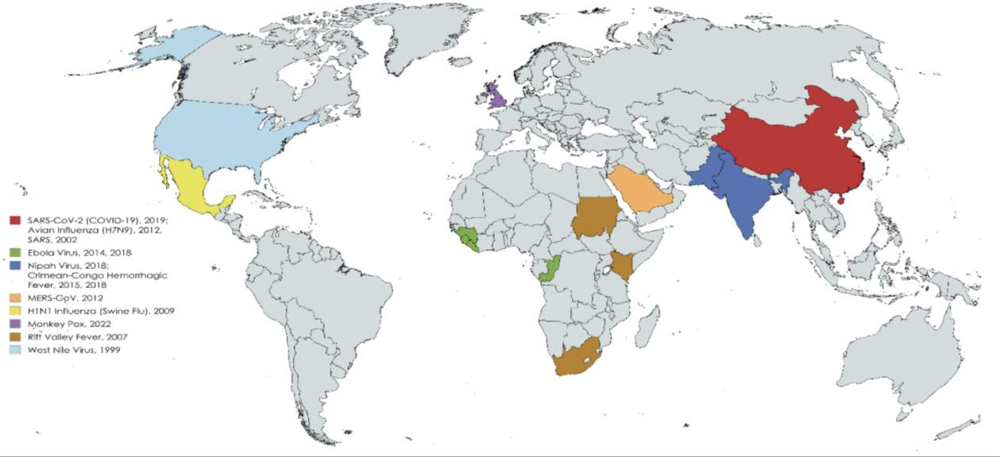 SARS-CoV-2 (COVID-19), 2019;
Avian Influenza (H7N9), 2012,
SARS, 2002
Ebola Virus, 2014, 2018
Nipah Virus, 2018;
Crimean-Congo Hemorrhagic
Fever, 2015, 2018
MERS-CoV, 2012
H1N1 Influenza (Swine Flu), 2009
Monkey Pox, 2022
Rift Valley Fever, 2007
West Nile Virus, 1999